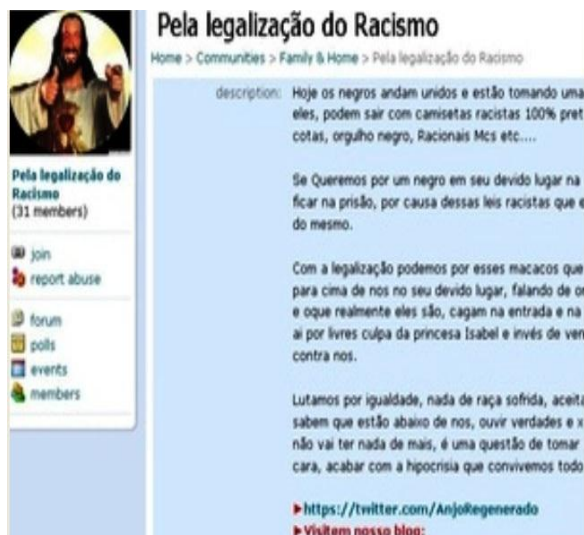 Pela legalização do Racismo
Home > Communities > Family & Home > Pela legalização do Racismo
Pela legalização do
Racismo
(31 members)
join
report abuse
forum
polls
events
members
description: Hoje os negros andam unidos e estão tomando uma
eles, podem sair com camisetas racistas 100% pret
cotas, orgulho negro, Racionais Mcs etc....
Se Queremos por um negro em seu devido lugar na
ficar na prisão, por causa dessas leis racistas que e
do mesmo.
Com a legalização podemos por esses macacos que
para cima de nos no seu devido lugar, falando de or
e oque realmente eles são, cagam na entrada e na
ai por livres culpa da princesa Isabel e invés de ven
contra nos.
Lutamos por igualdade, nada de raça sofrida, aceita
sabem que estão abaixo de nos, ouvir verdades e x
não vai ter nada de mais, é uma questão de tomar
cara, acabar com a hipocrisia que convivemos todo
https://twitter.com/AnjoRegenerado
Visitem nosso blog: